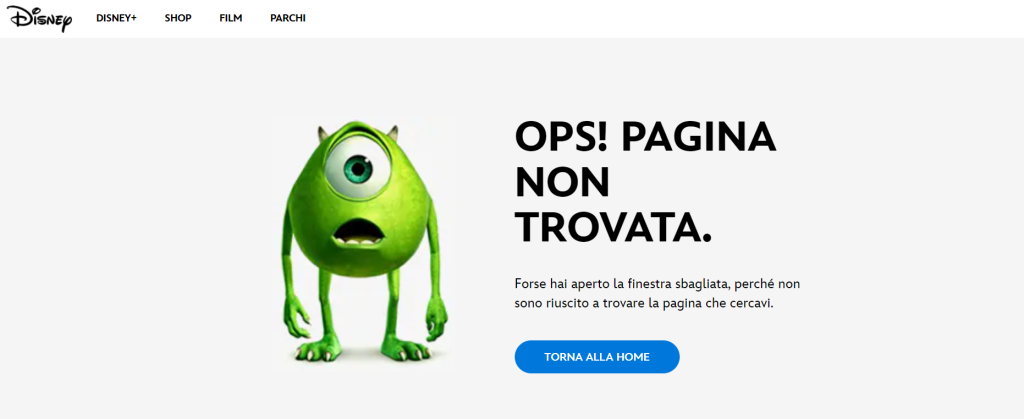 Disney DISNEY+ SHOP FILM PARCHI
OPS! PAGINA
NON
TROVATA.
Forse hai aperto la finestra sbagliata, perché non
sono riuscito a trovare la pagina che cercavi.
TORNA ALLA HOME